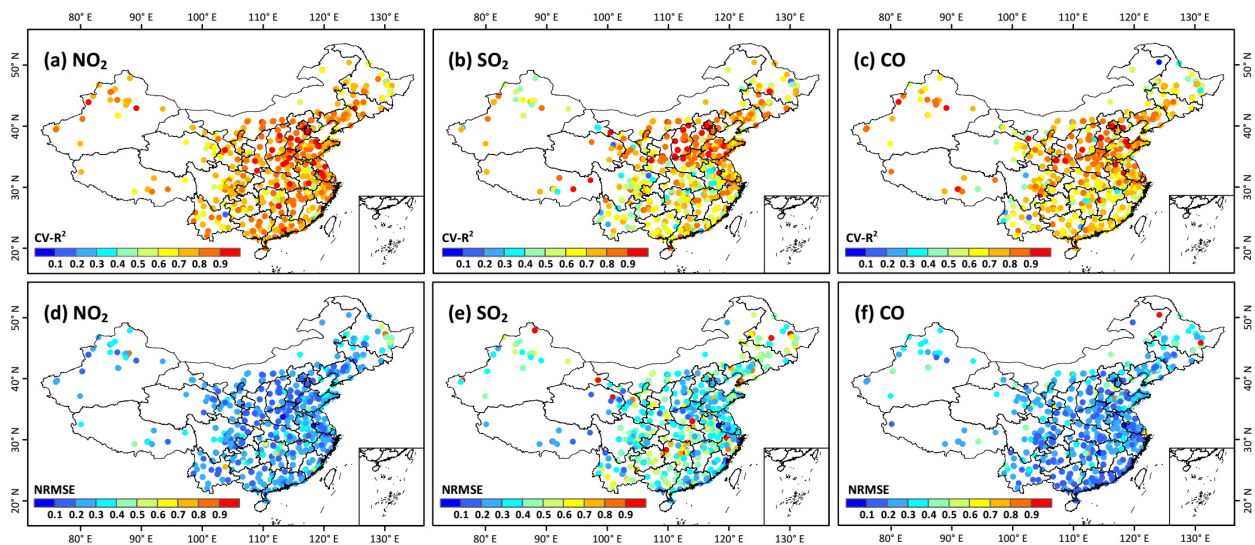 80° E 90° E 100° E 110° E 120° E 130° E 80° E 90° E 100° E 110° E 120° E 130° E 80° E 90° E 100° E 110° E 120° E 130° E
(a) NO₂ (b) SO₂ (c) CO
50° N 50° N
40° N 40° N
30° N 30° N
20° N 20° N
CV-R² CV-R² CV-R²
0.1 0.2 0.3 0.4 0.5 0.6 0.7 0.8 0.9 0.1 0.2 0.3 0.4 0.5 0.6 0.7 0.8 0.9 0.1 0.2 0.3 0.4 0.5 0.6 0.7 0.8 0.9
(d) NO₂ (e) SO₂ (f) CO
50° N 50° N
40° N 40° N
30° N 30° N
20° N 20° N
NRMSE NRMSE NRMSE
0.1 0.2 0.3 0.4 0.5 0.6 0.7 0.8 0.9 0.1 0.2 0.3 0.4 0.5 0.6 0.7 0.8 0.9 0.1 0.2 0.3 0.4 0.5 0.6 0.7 0.8 0.9
80° E 90° E 100° E 110° E 120° E 130° E 80° E 90° E 100° E 110° E 120° E 130° E 80° E 90° E 100° E 110° E 120° E 130° E